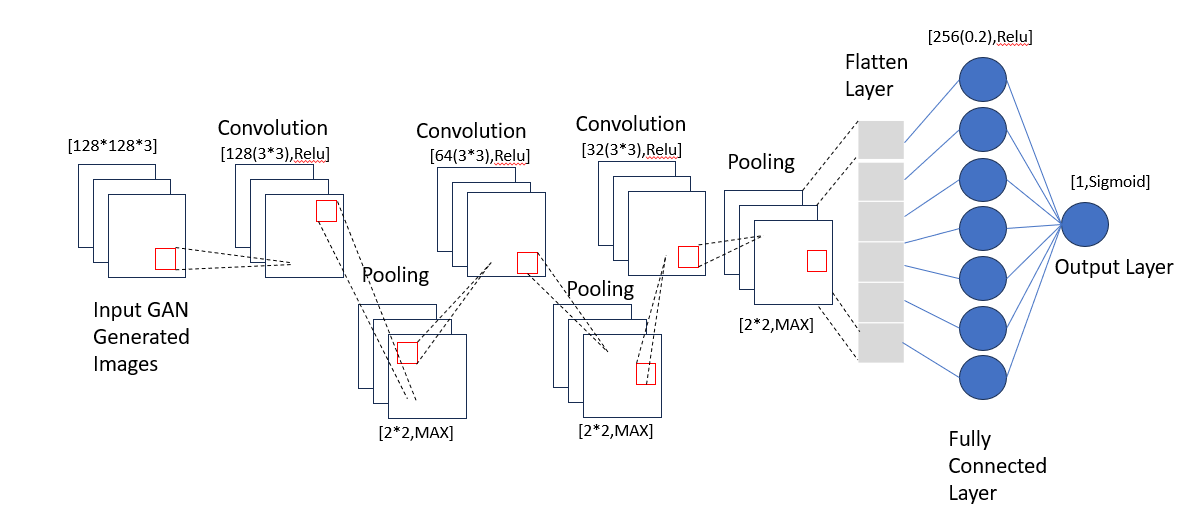 [128*128*3]
Input GAN
Generated
Images
Convolution
[128(3*3),Relu]
Pooling
[2*2,MAX]
Convolution
[64(3*3),Relu]
Pooling
[2*2,MAX]
Convolution
[32(3*3),Relu]
Pooling
[2*2,MAX]
Flatten
Layer
[256(0.2),Relu]
Fully
Connected
Layer
[1,Sigmoid]
Output Layer